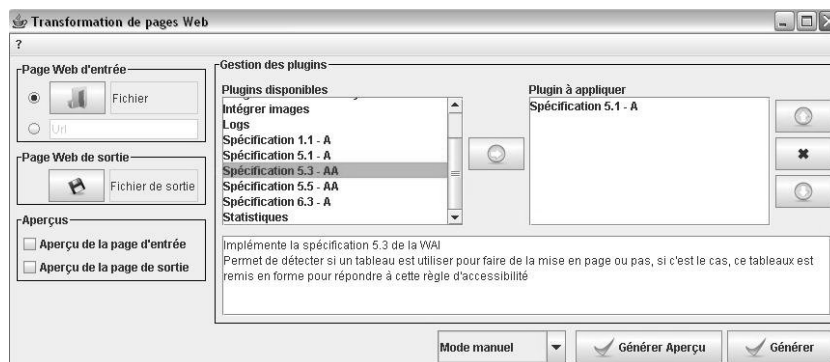 Transformation de pages Web
?
Page Web d'entrée
Fichier
Url
Page Web de sortie
Fichier de sortie
Aperçus
Aperçu de la page d'entrée
Aperçu de la page de sortie
Gestion des plugins
Plugins disponibles
Intégrer images
Logs
Spécification 1.1 - A
Spécification 5.1 - A
Spécification 5.3 - AA
Spécification 5.5 - AA
Spécification 6.3 - A
Statistiques
Plugin à appliquer
Spécification 5.1 - A
Implémente la spécification 5.3 de la WAI
Permet de détecter si un tableau est utiliser pour faire de la mise en page ou pas, si c'est le cas, ce tableaux est
remis en forme pour répondre à cette règle d'accessibilité
Mode manuel
Générer Aperçu
Générer